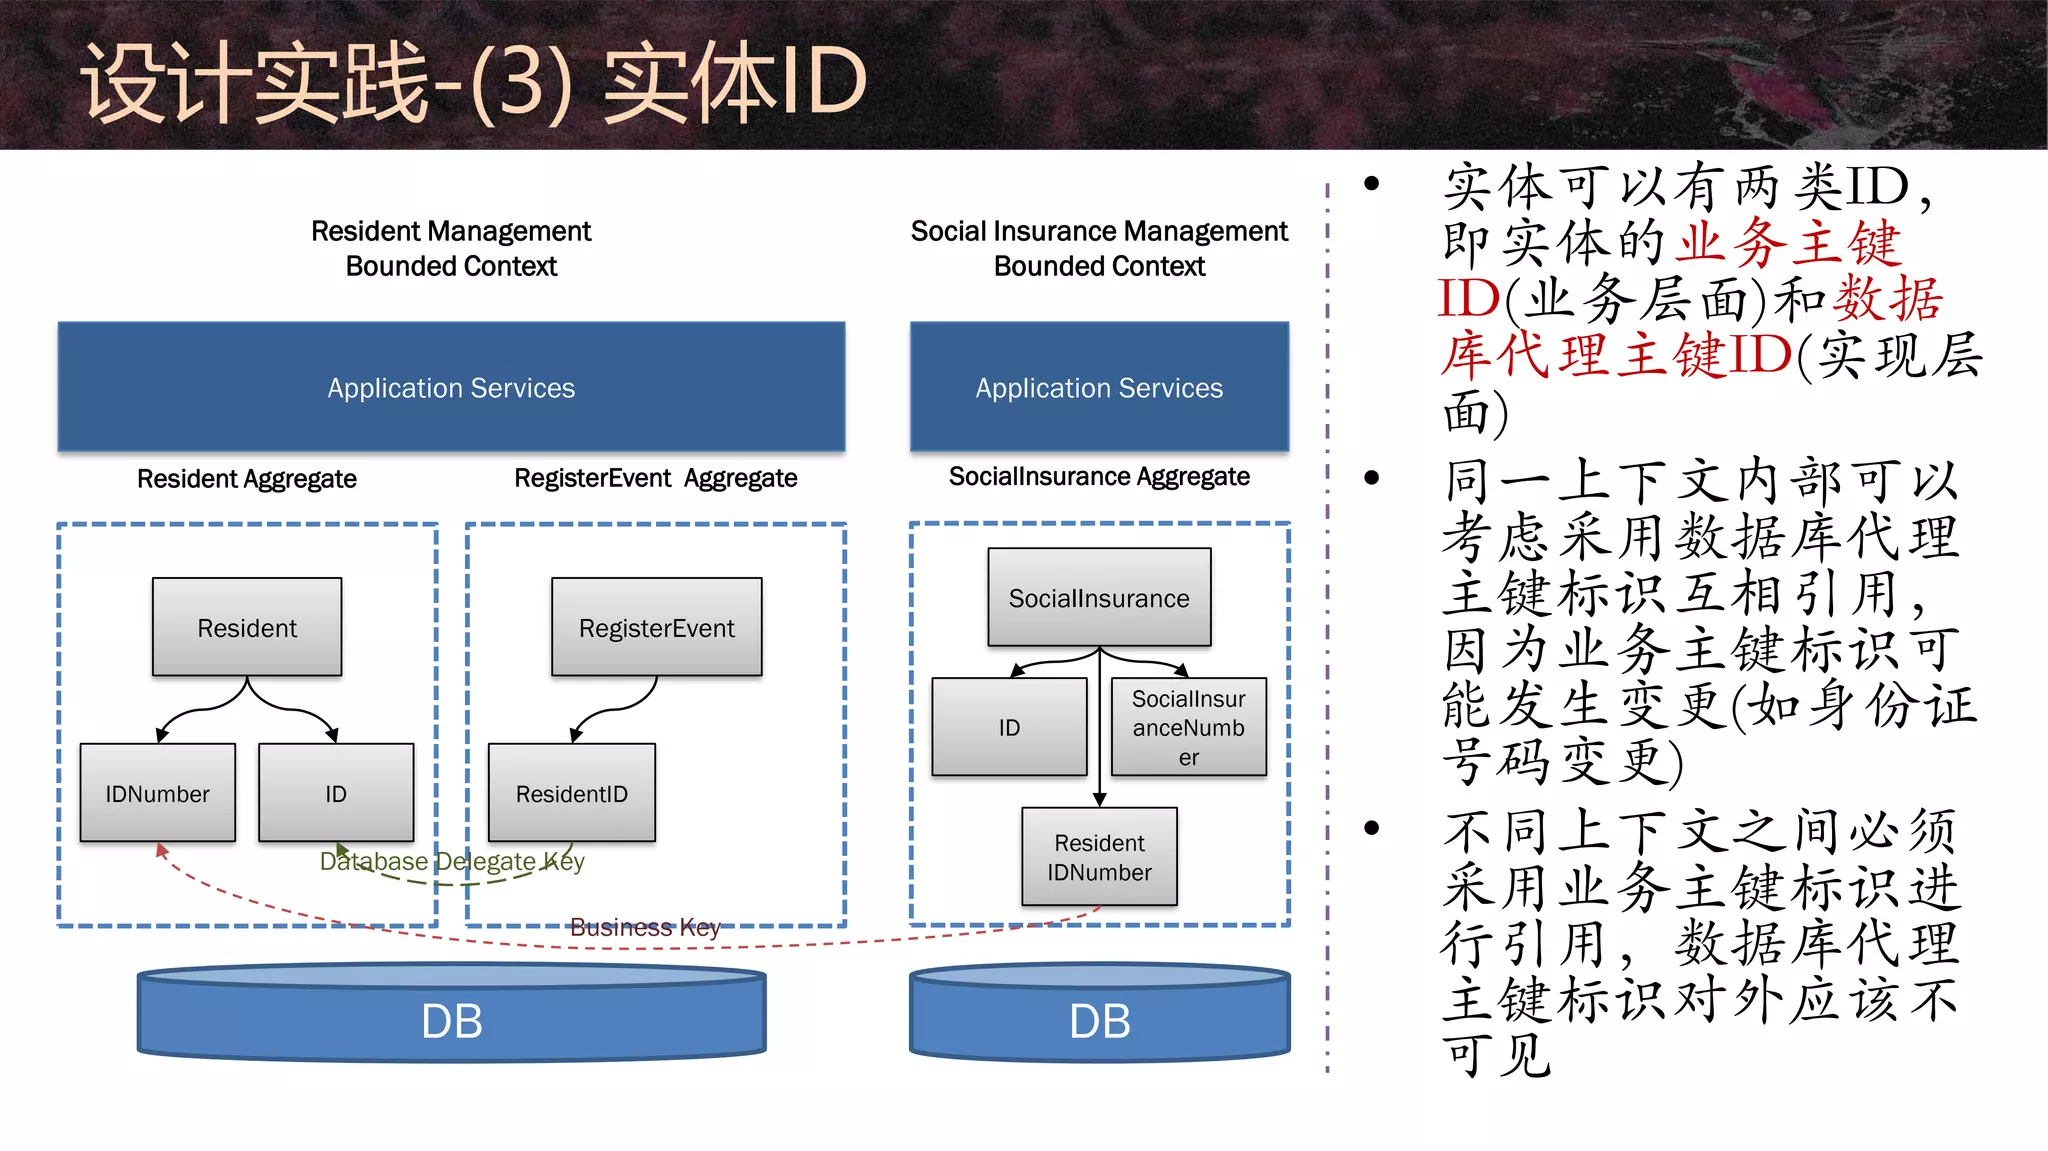 设计实践-(3) 实体ID
Resident Management
Bounded Context
Social Insurance Management
Bounded Context
Application Services
Application Services
Resident Aggregate
RegisterEvent  Aggregate
SocialInsurance Aggregate
Resident
RegisterEvent
SocialInsurance
IDNumber
ID
ResidentID
ID
SocialInsur
anceNumb
er
Resident
IDNumber
Database Delegate Key
Business Key
DB
DB
• 实体可以有两类ID，
即实体的业务主键
ID(业务层面)和数据
库代理主键ID(实现层
面)
• 同一上下文内部可以
考虑采用数据库代理
主键标识互相引用，
因为业务主键标识可
能发生变更(如身份证
号码变更)
• 不同上下文之间必须
采用业务主键标识进
行引用，数据库代理
主键标识对外应该不
可见